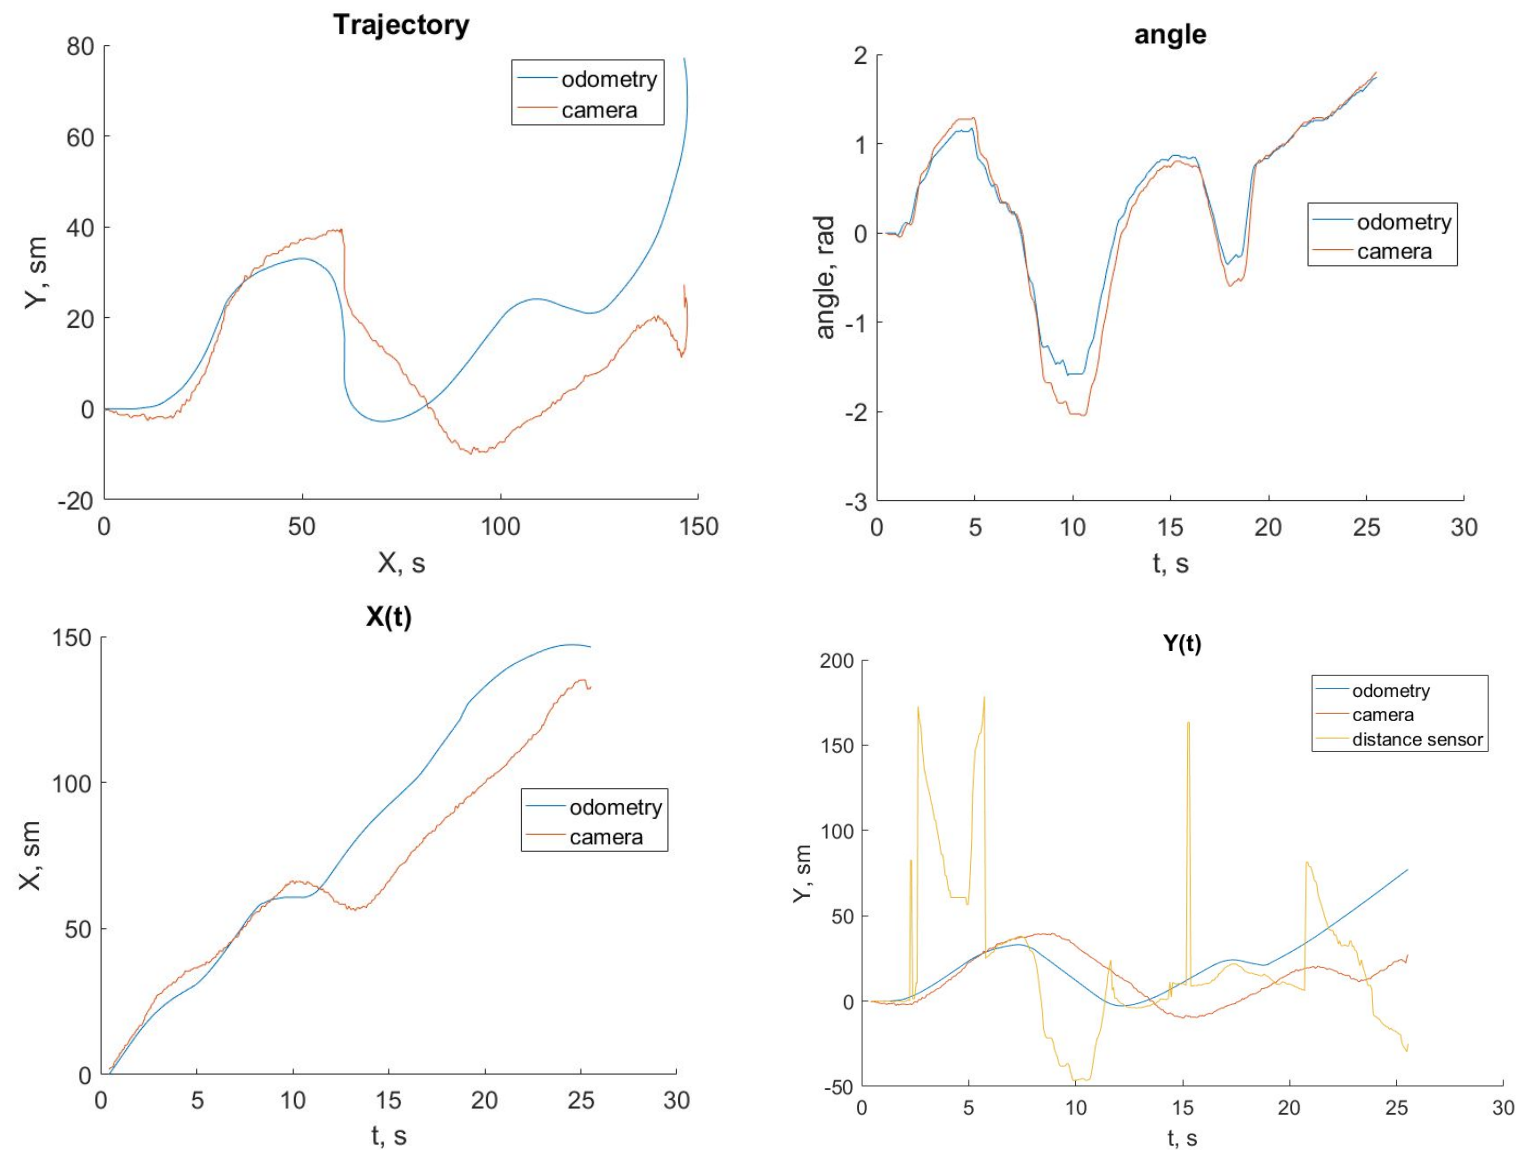 Trajectory
80
60
40
20
0
-20
0
50
100
150
Y, sm
X, s
odometry
camera
angle
2
1
0
-1
-2
-3
0
5
10
15
20
25
30
angle, rad
t, s
odometry
camera
X(t)
150
100
50
0
0
5
10
15
20
25
30
X, sm
t, s
odometry
camera
Y(t)
200
150
100
50
0
-50
0
5
10
15
20
25
30
Y, sm
t, s
odometry
camera
distance sensor